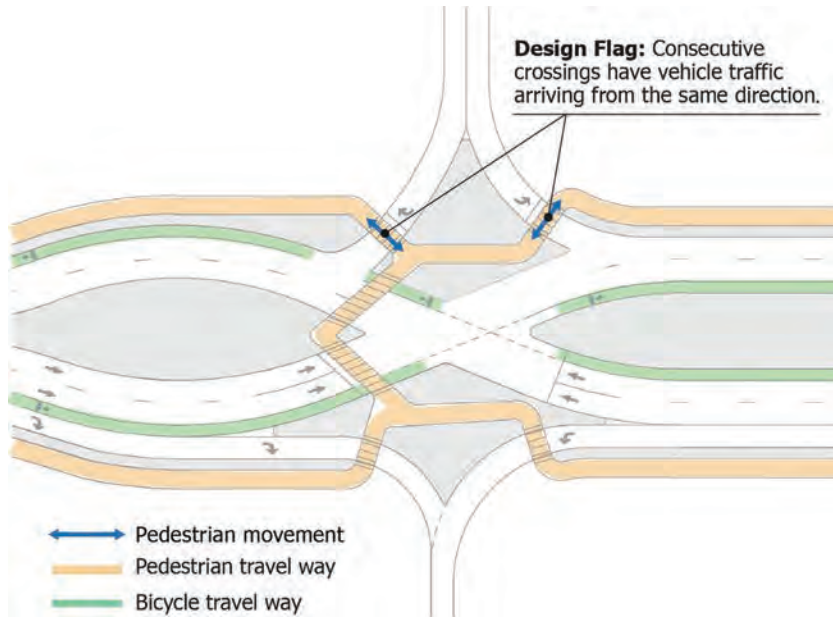 Design Flag: Consecutive
crossings have vehicle traffic
arriving from the same direction.
Pedestrian movement
Pedestrian travel way
Bicycle travel way